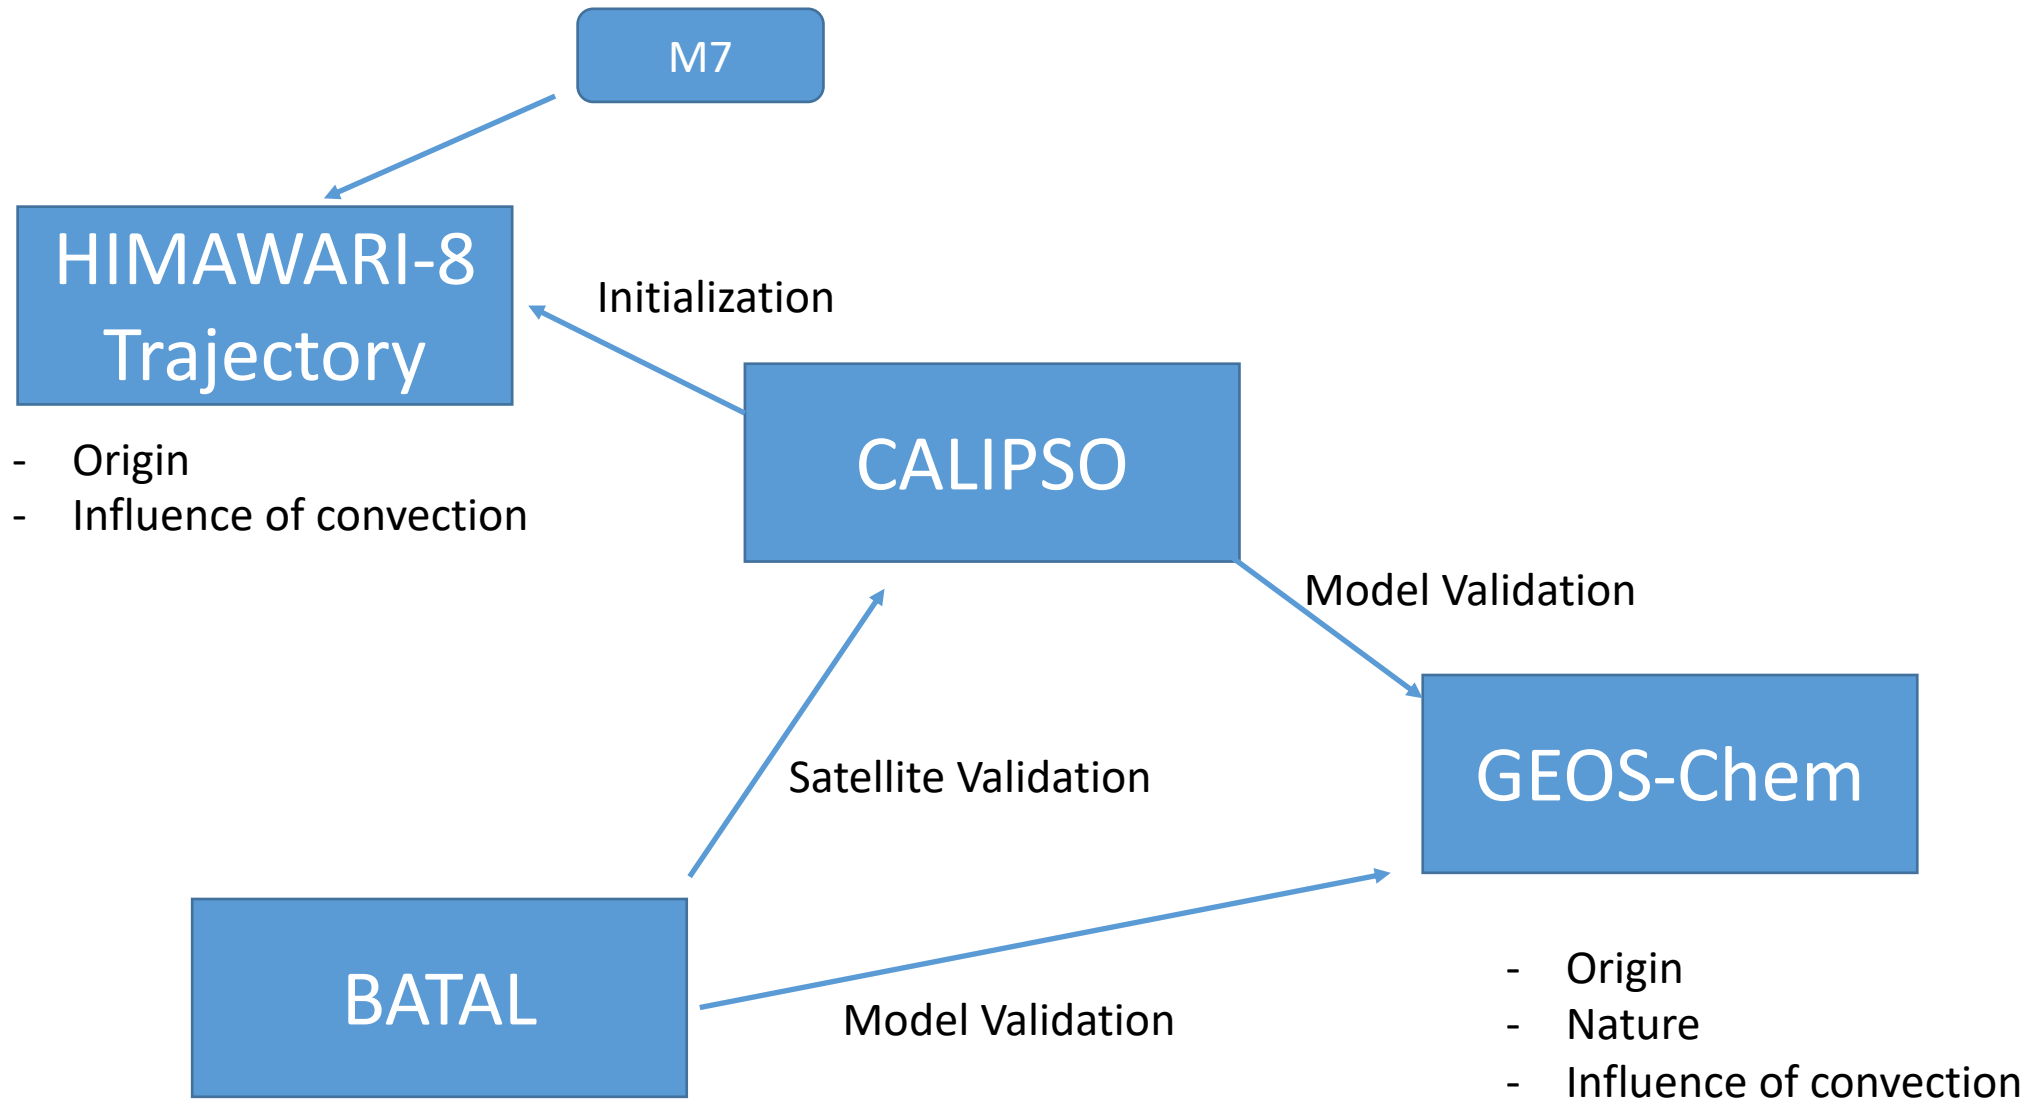 M7
HIMAWARI-8
Trajectory
Initialization
- Origin
- Influence of convection
CALIPSO
Model Validation
Satellite Validation
GEOS-Chem
BATAL
Model Validation
- Origin
- Nature
- Influence of convection